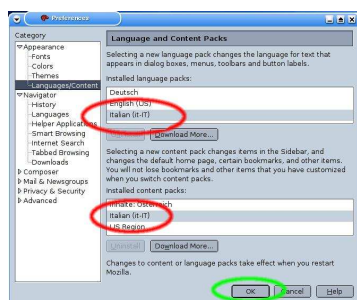 Preferences
Category
Appearance
Fonts
Colors
Themes
Languages/Content
Navigator
History
Languages
Helper Applications
Smart Browsing
Internet Search
Tabbed Browsing
Downloads
Composer
Mail & Newsgroups
Privacy & Security
Advanced
Language and Content Packs
Selecting a new language pack changes the language for text that
appears in dialog boxes, menus, toolbars and button labels.
Installed language packs:
Deutsch
English (US)
Italian (it-IT)
Download More...
Selecting a new content pack changes items in the Sidebar, and
changes the default home page, certain bookmarks, and other items.
You will not lose bookmarks and other items that you have customized
when you switch content packs.
Installed content packs:
Inhalte: Österreich
Italian (it-IT)
US Region
Uninstall
Download More...
Changes to content or language packs take effect when you restart
Mozilla.
OK
Cancel
Help